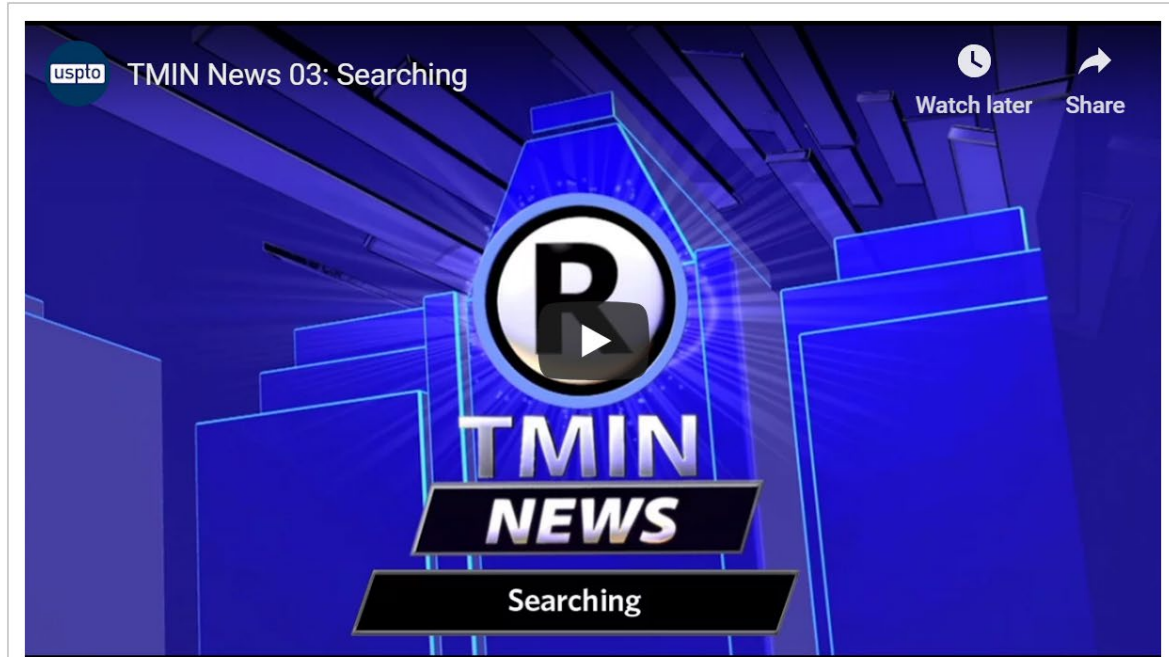 uspto
TMIN News 03: Searching
Watch later
Share
R
TMIN
NEWS
Searching